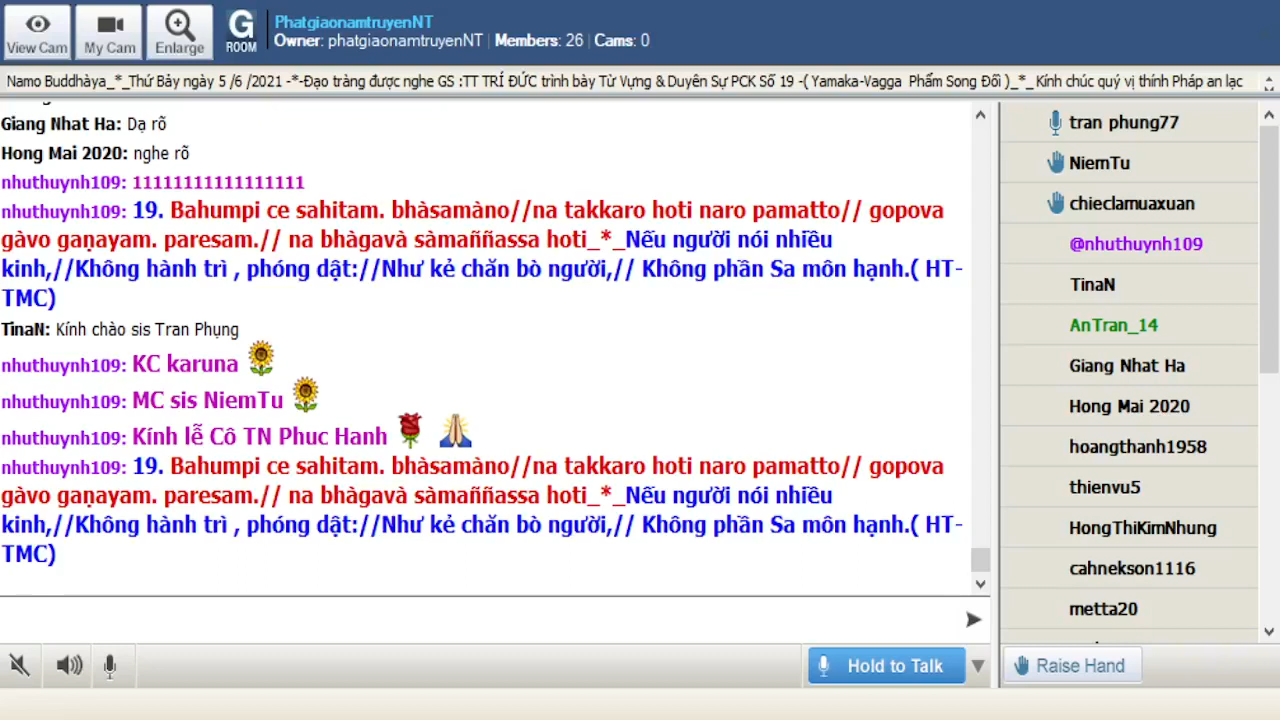 View Cam
My Cam
Enlarge
G
ROOM
PhatgiaonamtruyenNT
Owner: phatgiaonamtruyenNT | Members: 26 | Cams: 0
Namo Buddhàya_*_Thứ Bảy ngày 5 /6 /2021 -*-Đạo tràng được nghe GS :TT TRÍ ĐỨC trình bày Từ Vựng & Duyên Sự PCK Số 19 -( Yamaka-Vagga Phẩm Song Đối )_*_ Kính chúc quý vị thính Pháp an lạc
Giang Nhat Ha: Dạ rõ
Hong Mai 2020: nghe rõ
nhuthuynh109: 11111111111111111
nhuthuynh109: 19. Bahumpi ce sahitam. bhàsamàno//na takkaro hoti naro pamatto// gopova
gàvo gaṇayam. paresam.// na bhàgavà sàmaññassa hoti_*_Nếu người nói nhiều
kinh,//Không hành trì , phóng dật://Như kẻ chăn bò người,// Không phần Sa môn hạnh.( HT-
TMC)
TinaN: Kính chào sis Tran Phụng
nhuthuynh109: KC karuna
nhuthuynh109: MC sis NiemTu
nhuthuynh109: Kính lễ Cô TN Phuc Hanh
nhuthuynh109: 19. Bahumpi ce sahitam. bhàsamàno//na takkaro hoti naro pamatto// gopova
gàvo gaṇayam. paresam.// na bhàgavà sàmaññassa hoti_*_Nếu người nói nhiều
kinh,//Không hành trì , phóng dật://Như kẻ chăn bò người,// Không phần Sa môn hạnh.( HT-
TMC)
tran phung77
NiemTu
chieclamuaxuan
@nhuthuynh109
TinaN
AnTran_14
Giang Nhat Ha
Hong Mai 2020
hoangthanh1958
thienvu5
HongThiKimNhung
cahnekson1116
metta20
Hold to Talk
Raise Hand